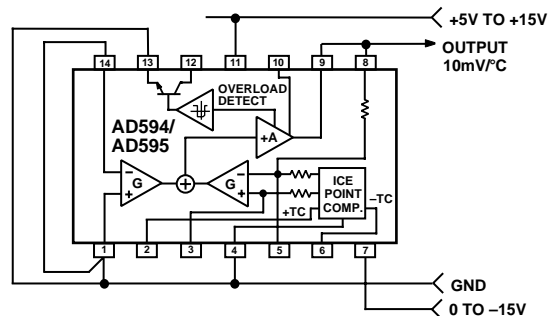 +5V TO +15V
OUTPUT
10mV/°C
14 13 12 11 10 9 8
OVERLOAD
DETECT
AD594/
AD595
+A
ICE
POINT
COMP.
–
G
+
–
G
+
+TC
–TC
1 2 3 4 5 6 7
GND
0 TO –15V